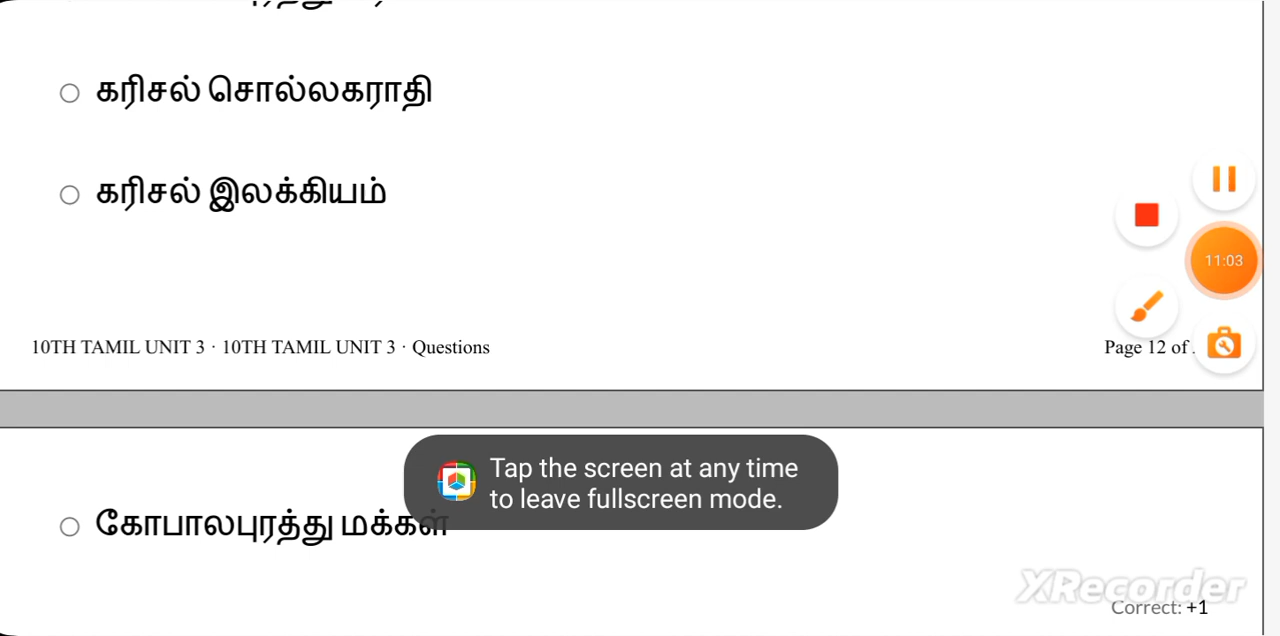 கரிசல் சொல்லகராதி
கரிசல் இலக்கியம்
11:03
10TH TAMIL UNIT 3 · 10TH TAMIL UNIT 3 · Questions
Page 12 of
Tap the screen at any time
to leave fullscreen mode.
கோபாலபுரத்து மக்கள்
XRecorder
Correct: +1